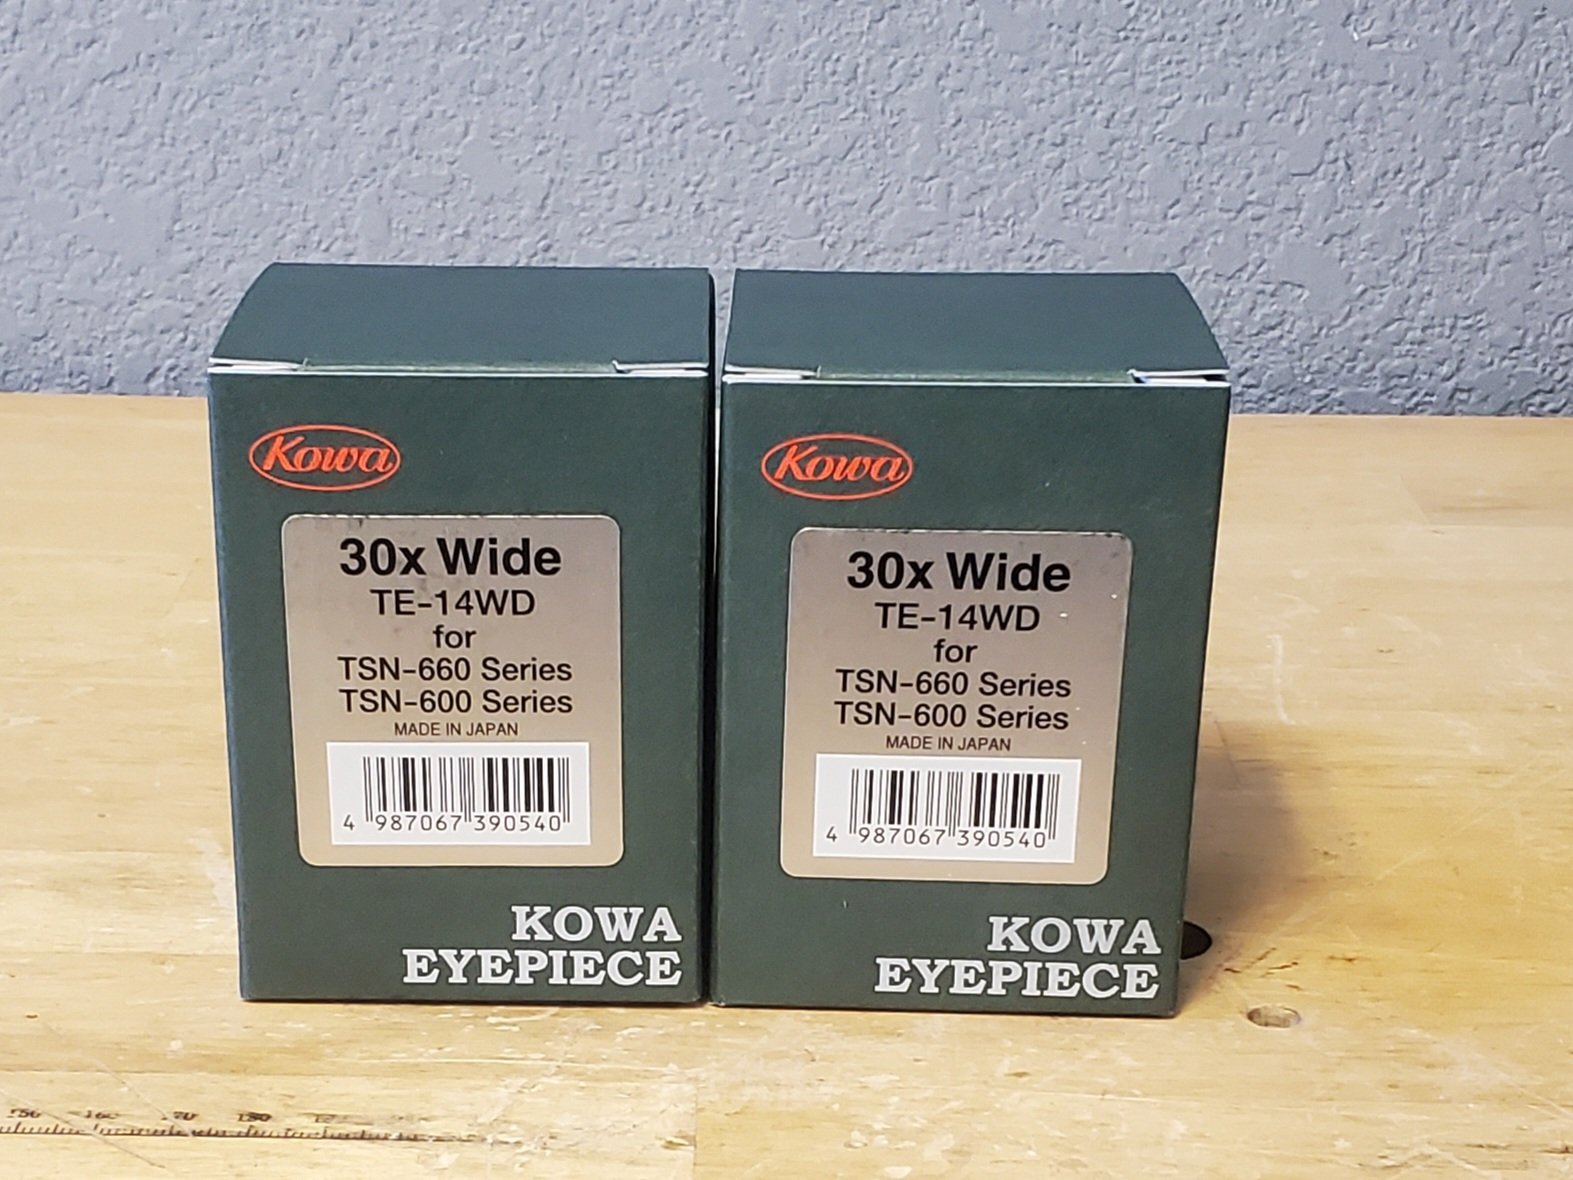 Kowa
30x Wide
TE-14WD
for
TSN-660 Series
TSN-600 Series
MADE IN JAPAN
4 987067 390540
KOWA
EYEPIECE
Kowa
30x Wide
TE-14WD
for
TSN-660 Series
TSN-600 Series
MADE IN JAPAN
4 987067 390540
KOWA
EYEPIECE